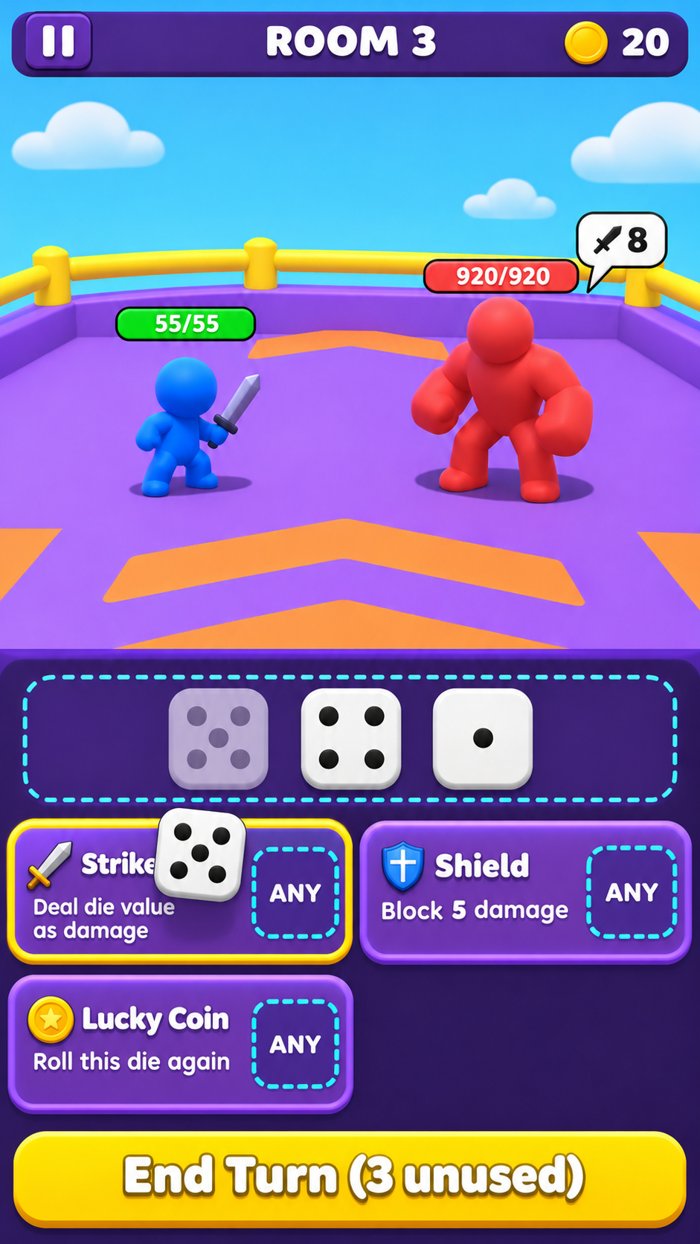 ROOM 3
20
8
920/920
55/55
Strike
ANY
Deal die value
as damage
Shield
ANY
Block 5 damage
Lucky Coin
ANY
Roll this die again
End Turn (3 unused)